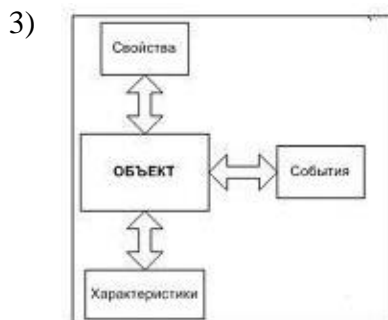 3)
Свойства
ОБЪЕКТ
События
Характеристики